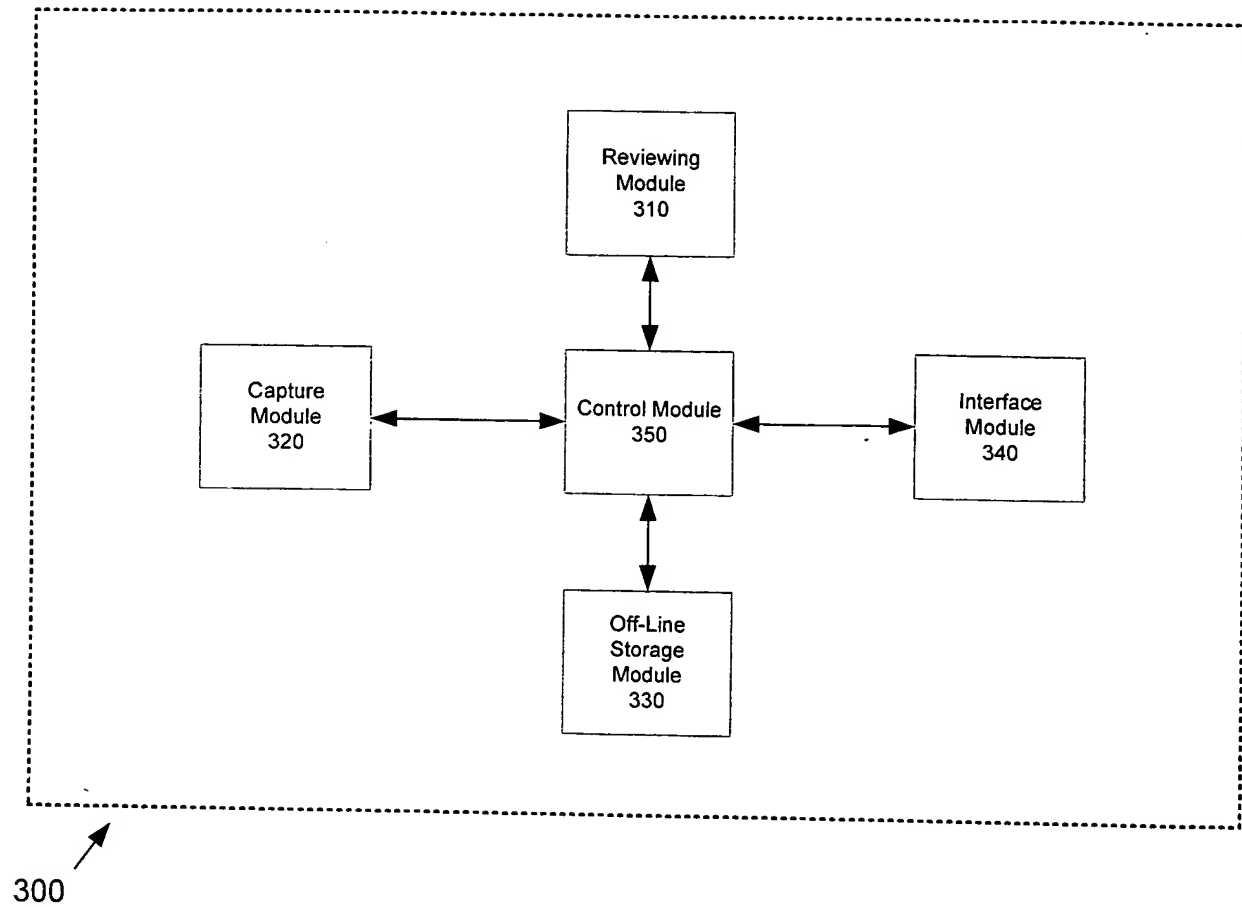 Reviewing
Module
310
Capture
Module
320
Control Module
350
Interface
Module
340
Off-Line
Storage
Module
330
300